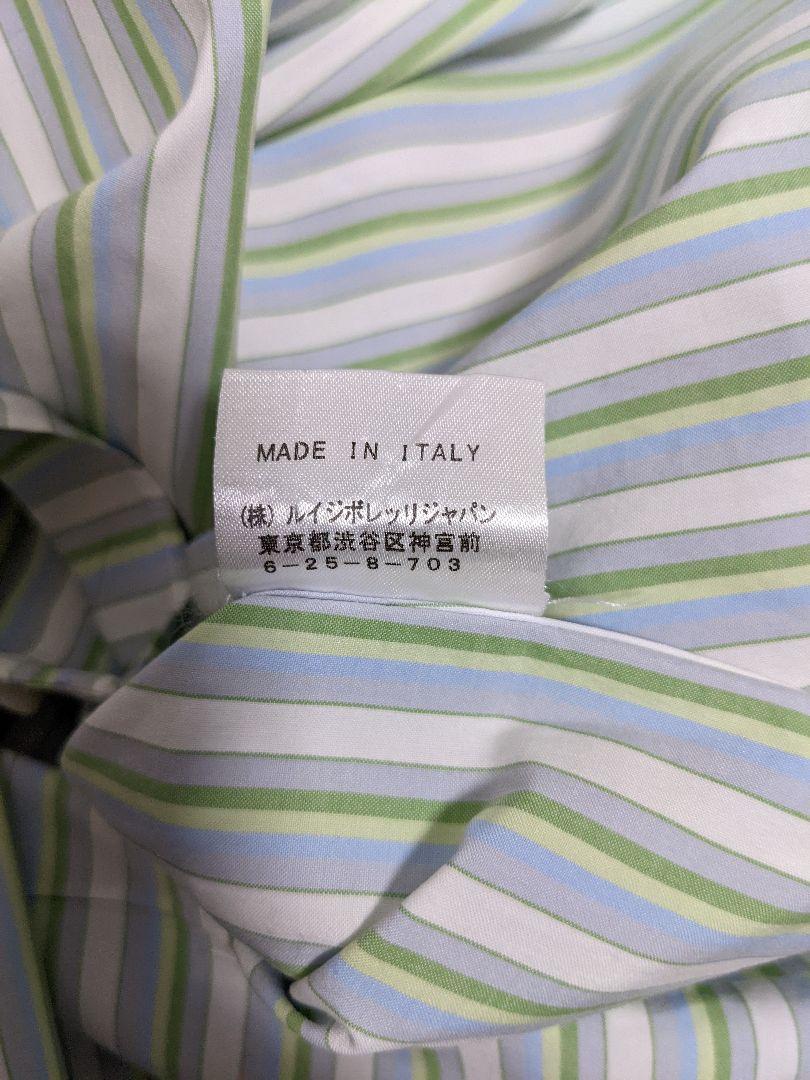 MADE IN ITALY
(株) ルイジボレッリジャパン
東京都渋谷区神宮前
6-25-8-703